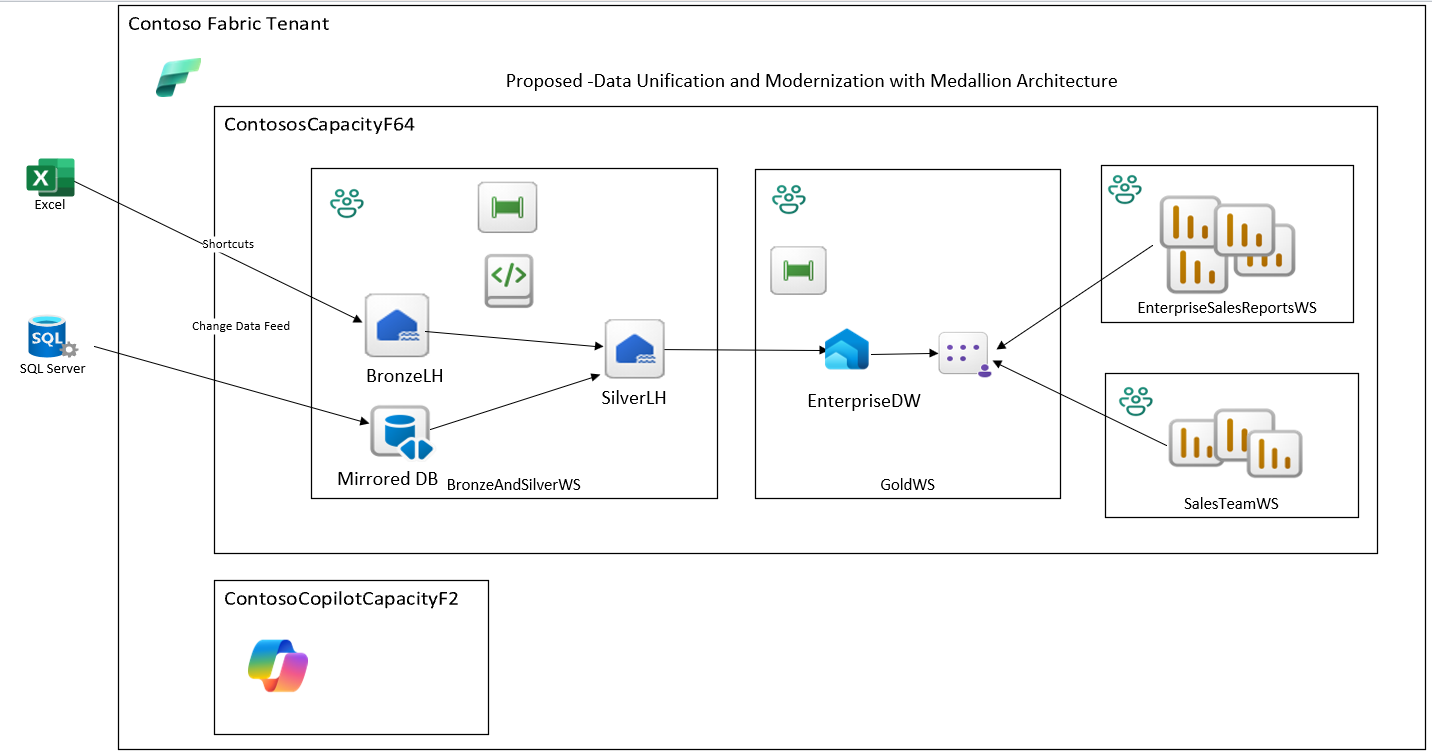 Contoso Fabric Tenant
Proposed -Data Unification and Modernization with Medallion Architecture
ContososCapacityF64
X
Excel
Shortcuts
Change Data Feed
SQL
SQL Server
</>
BronzeLH
SilverLH
Mirrored DB
BronzeAndSilverWS
EnterpriseDW
GoldWS
EnterpriseSalesReportsWS
SalesTeamWS
ContosoCopilotCapacityF2